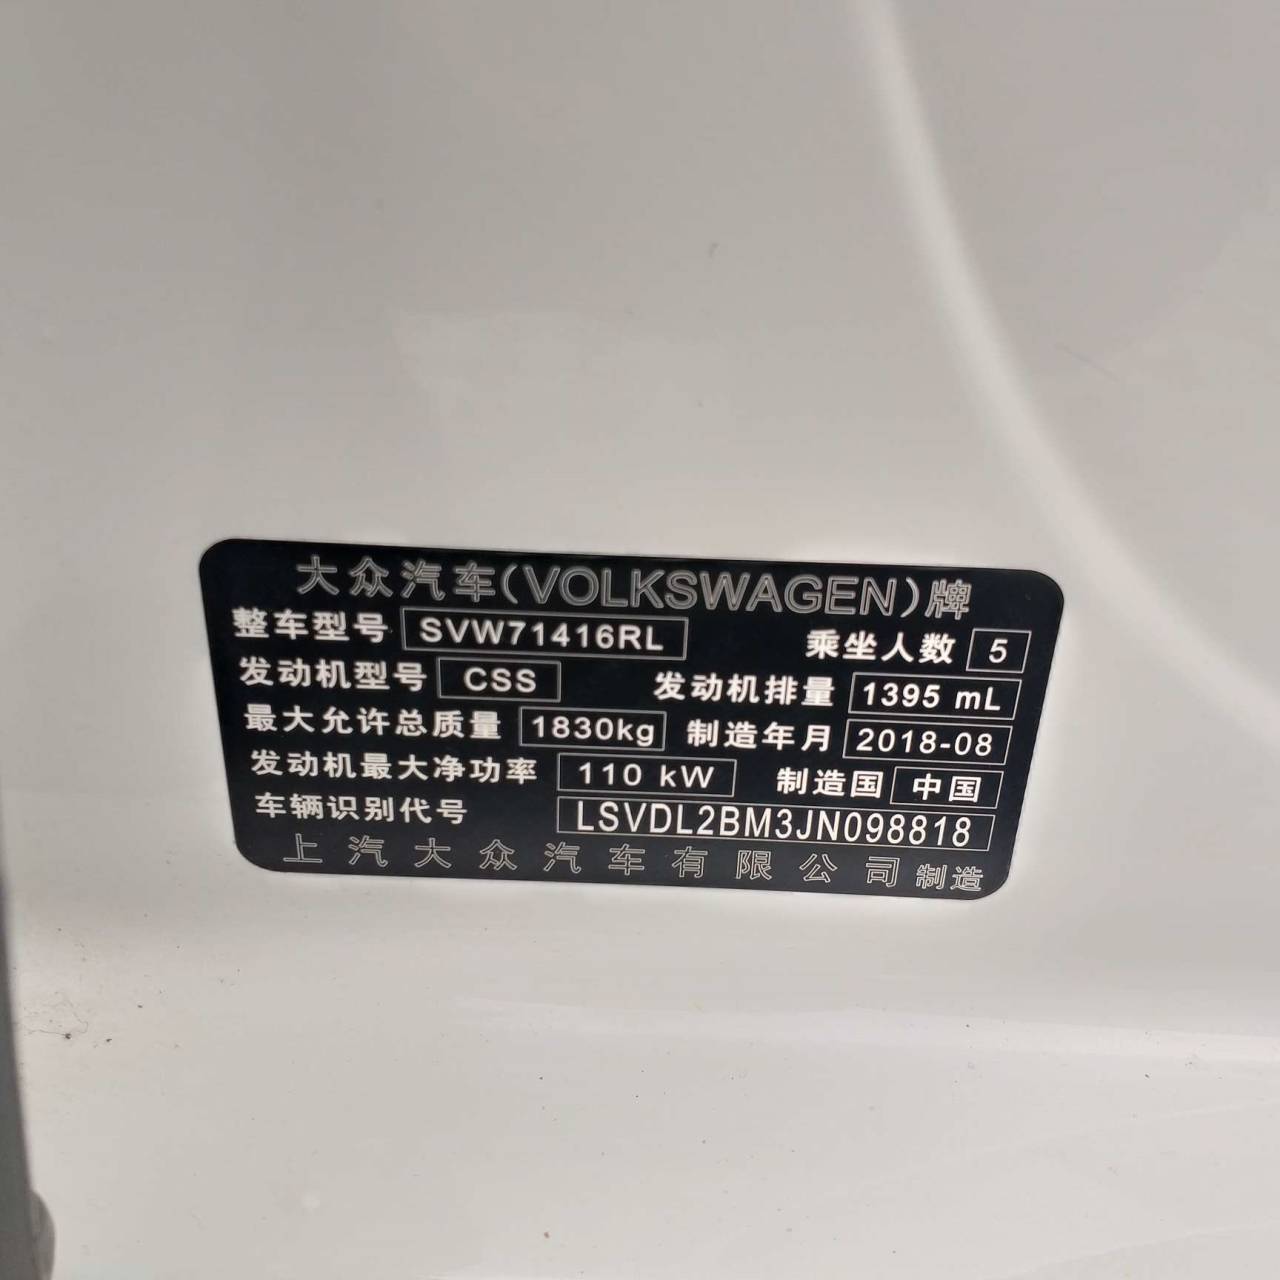 大众汽车(VOLKSWAGEN)牌
整车型号 SVW71416RL 乘坐人数 5
发动机型号 CSS 发动机排量 1395 mL
最大允许总质量 1830kg 制造年月 2018-08
发动机最大净功率 110 kW 制造国 中国
车辆识别代号 LSVDL2BM3JN098818
上汽大众汽车有限公司制造